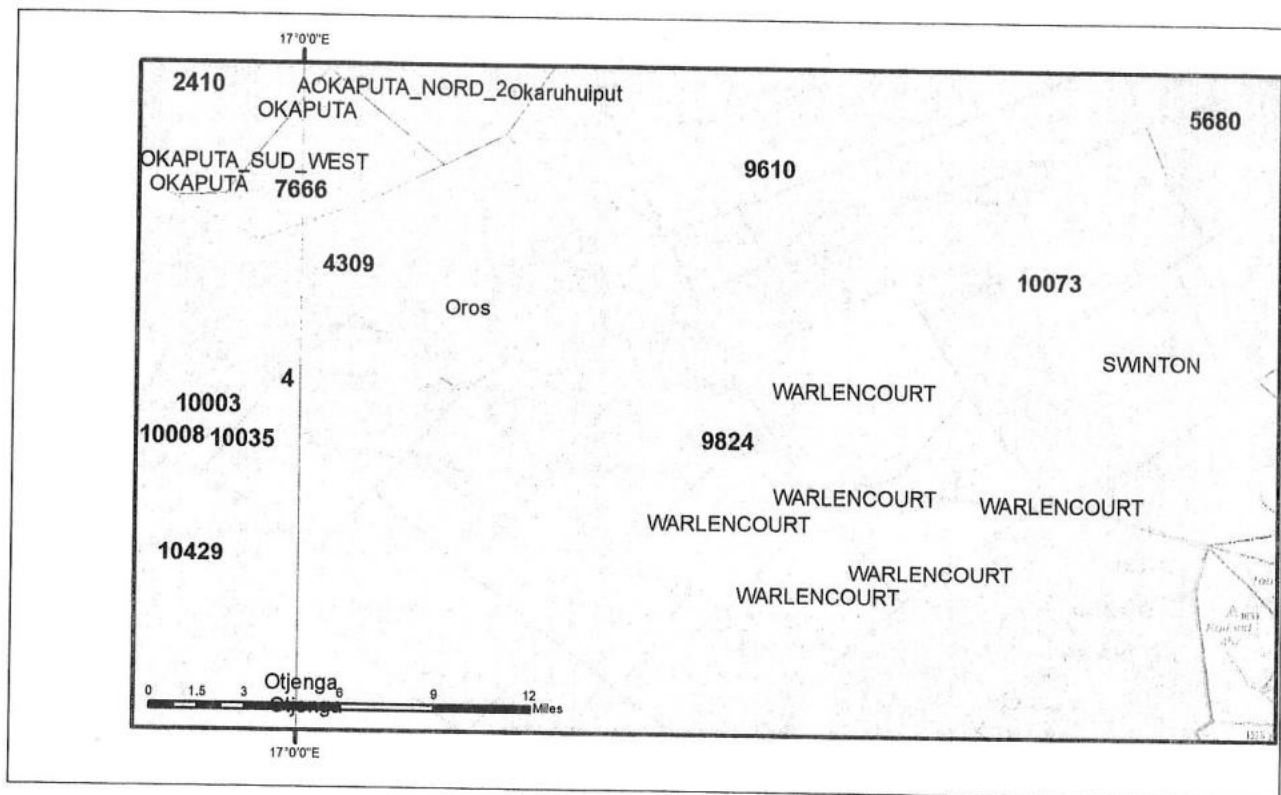 17°0'0"E
2410
AOKAPUTA_NORD_2Okaruhuiput
OKAPUTA
5680
OKAPUTA_SUD_WEST
9610
OKAPUTA
7666
4309
10073
Oros
SWINTON
4
WARLENCOURT
10003
10008 10035
9824
WARLENCOURT
WARLENCOURT
WARLENCOURT
10429
WARLENCOURT
WARLENCOURT
Otjenga
0 1.5 3 6 9 12
Otjenga
Miles
17°0'0"E